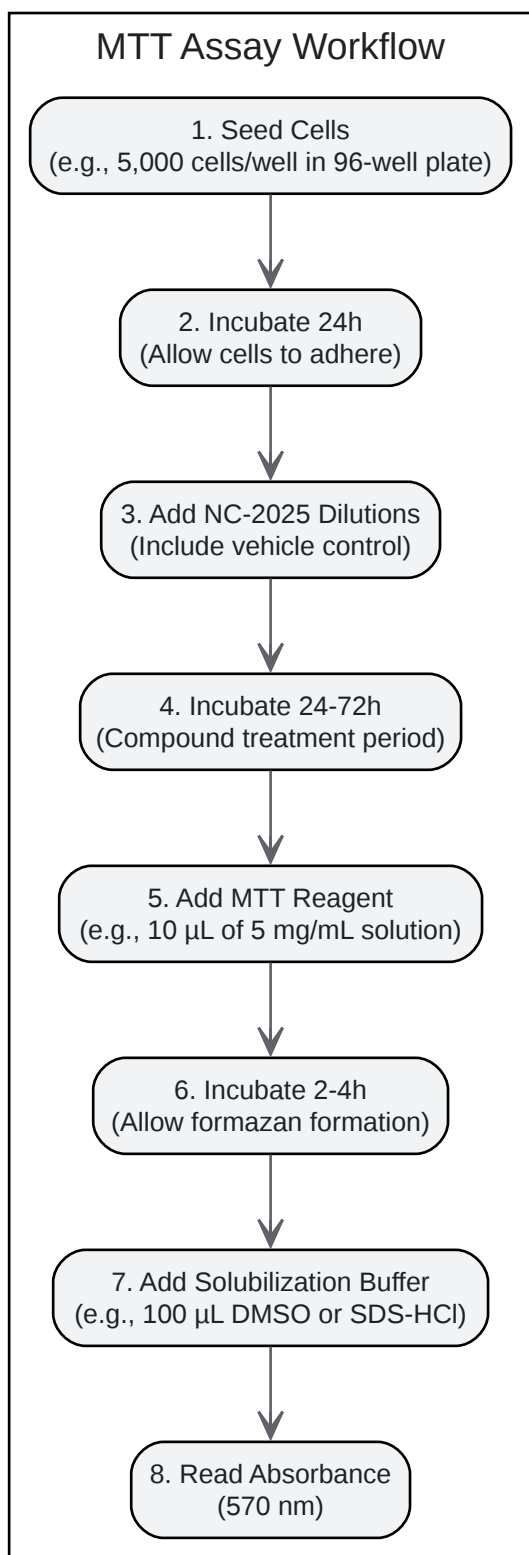 MTT Assay Workflow
1. Seed Cells
(e.g., 5,000 cells/well in 96-well plate)
2. Incubate 24h
(Allow cells to adhere)
3. Add NC-2025 Dilutions
(Include vehicle control)
4. Incubate 24-72h
(Compound treatment period)
5. Add MTT Reagent
(e.g., 10 µL of 5 mg/mL solution)
6. Incubate 2-4h
(Allow formazan formation)
7. Add Solubilization Buffer
(e.g., 100 µL DMSO or SDS-HCl)
8. Read Absorbance
(570 nm)